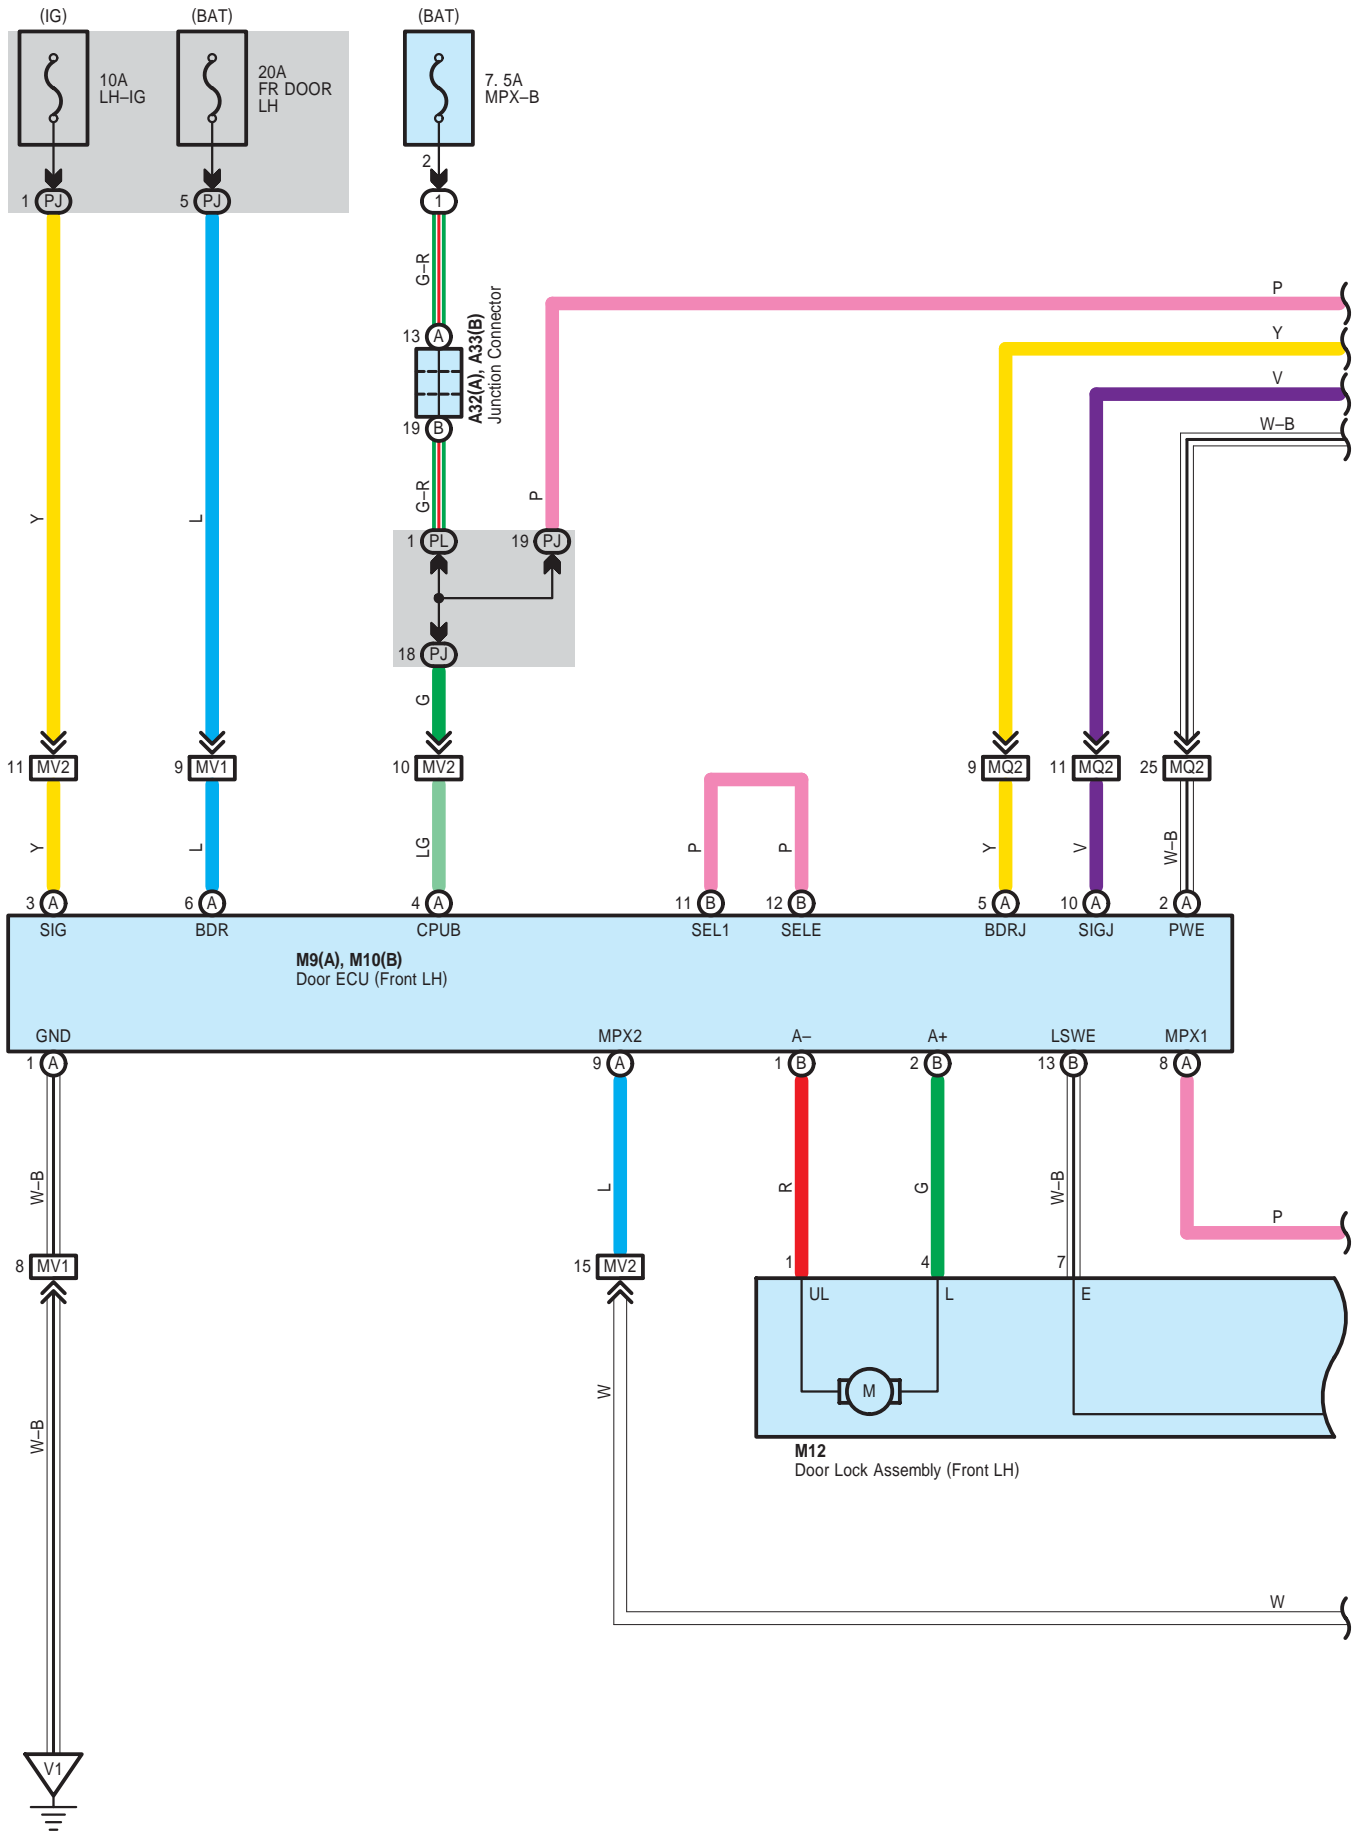 (IG)
(BAT)
(BAT)
10A
LH–IG
20A
FR DOOR
LH
7. 5A
MPX–B
2
1 PJ
5 PJ
1
G–R
P
Y
V
W–B
13 A
A32(A), A33(B)
Junction Connector
19 B
Y
L
G–R
P
1 PL
19 PJ
18 PJ
G
11 MV2
9 MV1
10 MV2
9 MQ2
11 MQ2
25 MQ2
Y
L
LG
P
P
Y
V
W–B
3 A
6 A
4 A
11 B
12 B
5 A
10 A
2 A
SIG
BDR
CPUB
SEL1
SELE
BDRJ
SIGJ
PWE
M9(A), M10(B)
Door ECU (Front LH)
GND
MPX2
A–
A+
LSWE
MPX1
1 A
9 A
1 B
2 B
13 B
8 A
W–B
L
R
G
W–B
P
8 MV1
15 MV2
1
4
7
UL
L
E
M
W–B
W
M12
Door Lock Assembly (Front LH)
W
V1